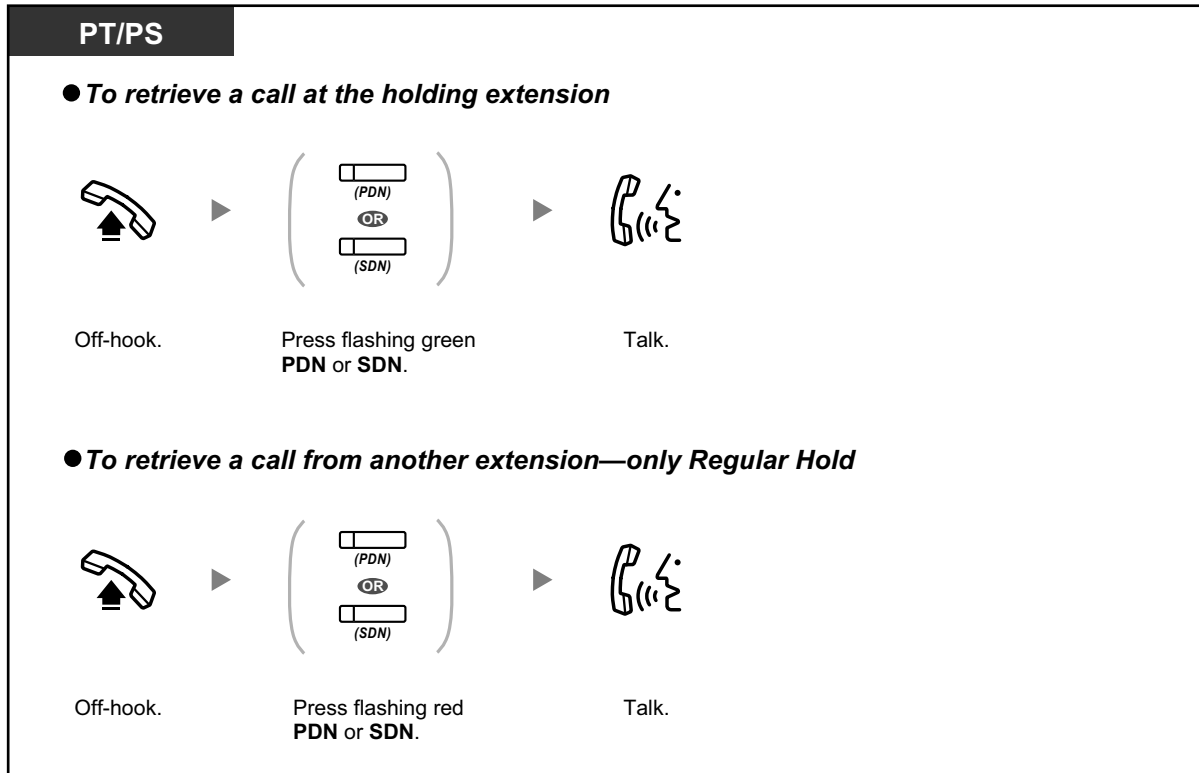 PT/PS
● To retrieve a call at the holding extension
(PDN)
OR
(SDN)
Off-hook.
Press flashing green
PDN or SDN.
Talk.
● To retrieve a call from another extension—only Regular Hold
(PDN)
OR
(SDN)
Off-hook.
Press flashing red
PDN or SDN.
Talk.